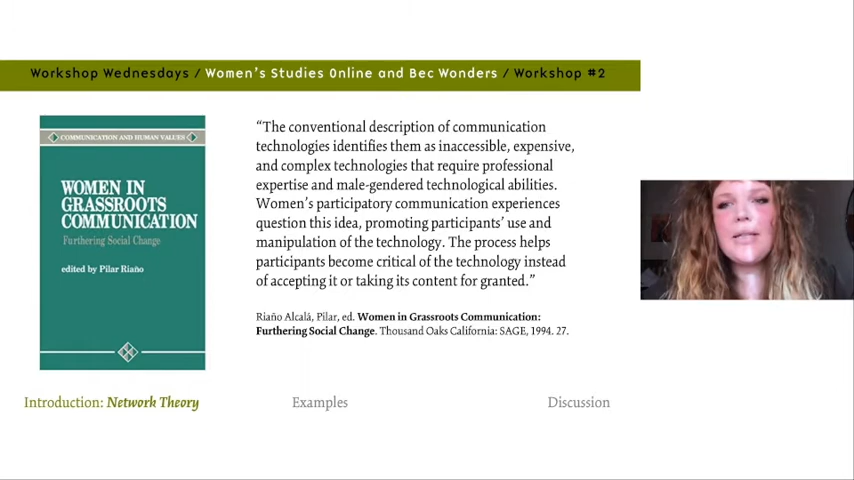 Workshop Wednesdays / Women's Studies Online and Bec Wonders / Workshop #2
COMMUNICATION AND HUMAN VALUES
WOMEN IN
GRASSROOTS
COMMUNICATION
Furthering Social Change
edited by Pilar Riaño
“The conventional description of communication
technologies identifies them as inaccessible, expensive,
and complex technologies that require professional
expertise and male-gendered technological abilities.
Women’s participatory communication experiences
question this idea, promoting participants’ use and
manipulation of the technology. The process helps
participants become critical of the technology instead
of accepting it or taking its content for granted.”
Riaño Alcalá, Pilar, ed. Women in Grassroots Communication:
Furthering Social Change. Thousand Oaks California: SAGE, 1994. 27.
Introduction: Network Theory
Examples
Discussion